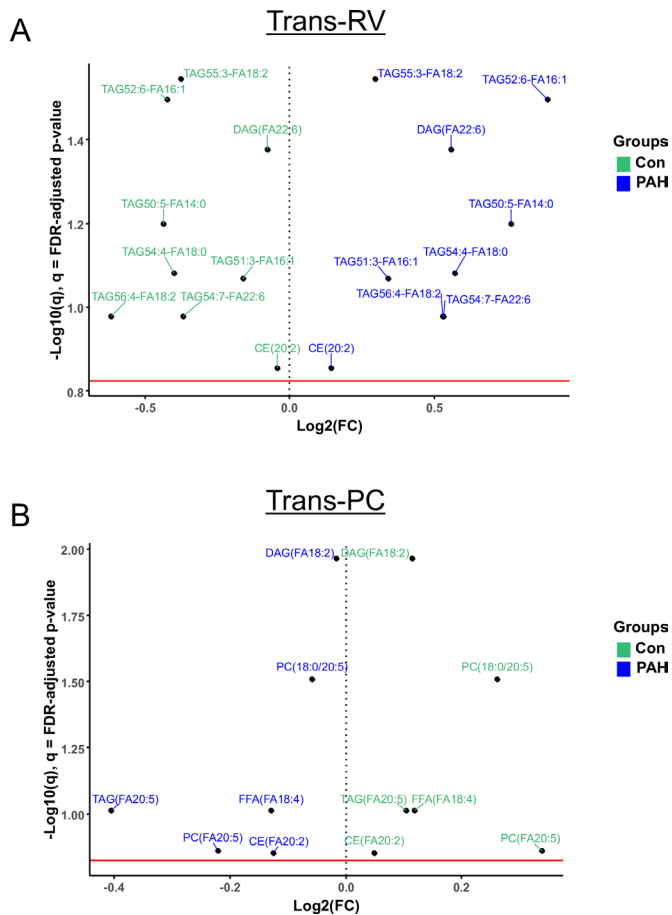 Trans-RV
A
TAG55:3-FA18:2
TAG55:3-FA18:2
TAG52:6-FA16:1
TAG52:6-FA16:1
1.4
DAG(FA22:6)
DAG(FA22:6)
Groups
Con
PAH
-Log10(q), q = FDR-adjusted p-value
TAG50:5-FA14:0
TAG50:5-FA14:0
1.2
TAG54:4-FA18:0
TAG54:4-FA18:0
TAG51:3-FA16:1
TAG51:3-FA16:1
TAG56:4-FA18:2
TAG54:7-FA22:6
TAG56:4-FA18:2
TAG54:7-FA22:6
1.0
CE(20:2)
CE(20:2)
0.8
-0.5
0.0
0.5
Log2(FC)
Trans-PC
B
2.00
DAG(FA18:2)
DAG(FA18:2)
-Log10(q), q = FDR-adjusted p-value
1.75
Groups
Con
PAH
PC(18:0/20:5)
PC(18:0/20:5)
1.50
1.25
TAG(FA20:5)
FFA(FA18:4)
TAG(FA20:5)
FFA(FA18:4)
1.00
PC(FA20:5)
CE(FA20:2)
CE(FA20:2)
PC(FA20:5)
-0.4
-0.2
0.0
0.2
Log2(FC)